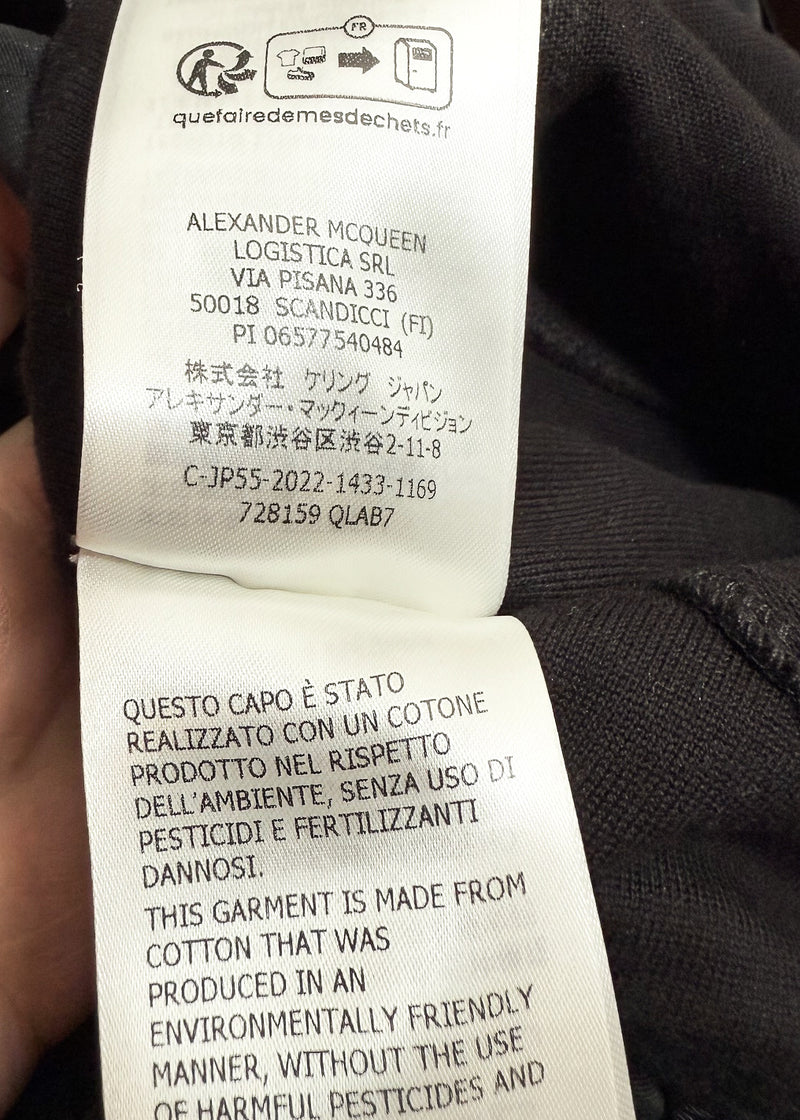 FR
quefairedemesdechets.fr
ALEXANDER MCQUEEN
LOGISTICA SRL
VIA PISANA 336
50018 SCANDICCI (FI)
PI 06577540484
株式会社 ケリング ジャパン
アレキサンダー・マックィーンディビジョン
東京都渋谷区渋谷2-11-8
C-JP55-2022-1433-1169
728159 QLAB7
QUESTO CAPO È STATO
REALIZZATO CON UN COTONE
PRODOTTO NEL RISPETTO
DELL'AMBIENTE, SENZA USO DI
PESTICIDI E FERTILIZZANTI
DANNOSI.
THIS GARMENT IS MADE FROM
COTTON THAT WAS
PRODUCED IN AN
ENVIRONMENTALLY FRIENDLY
MANNER, WITHOUT THE USE
OF HARMFUL PESTICIDES AND